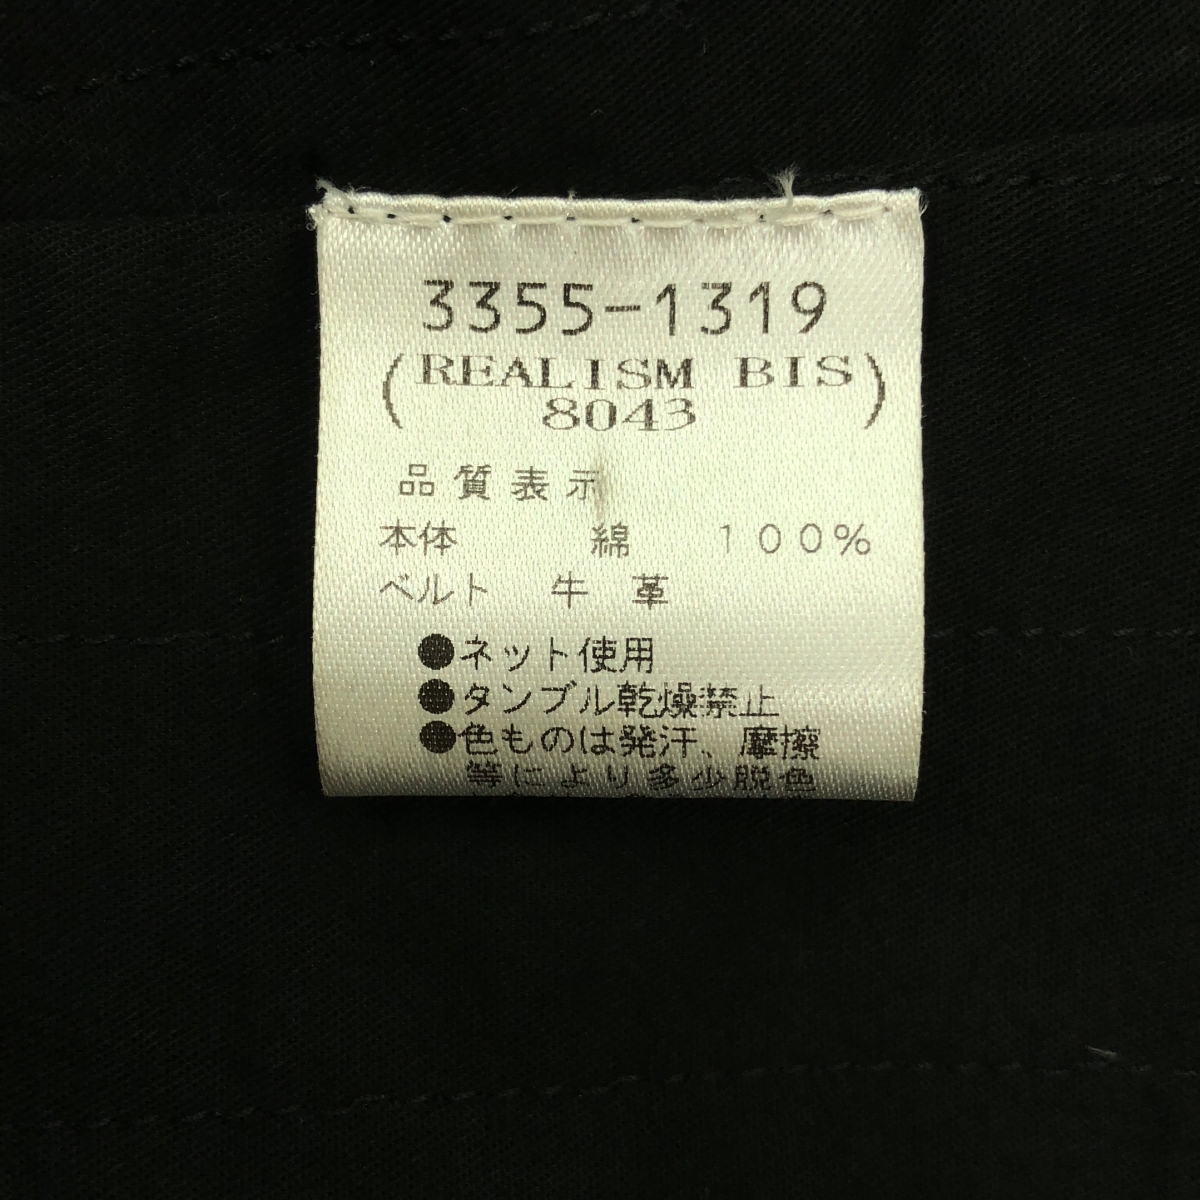 3355-1319
(REALISM BIS
8043)
品質表示
本体 綿 100%
ベルト 牛革
●ネット使用
●タンブル乾燥禁止
●色ものは発汗、摩擦
等により多少脱色